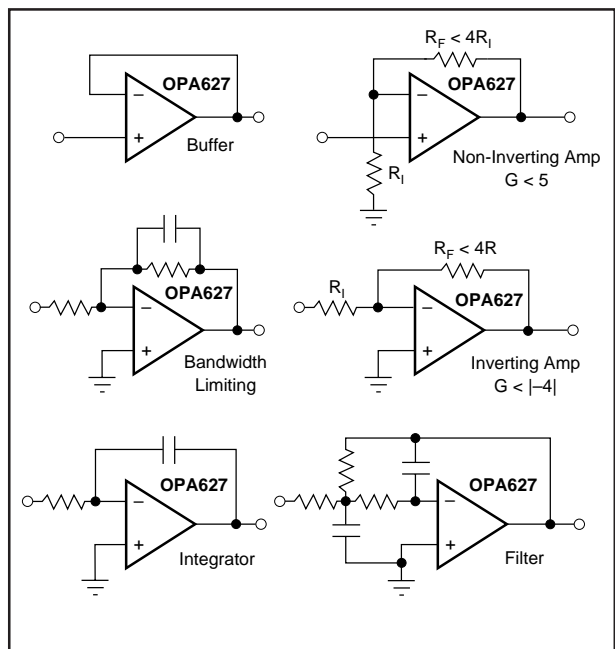 OPA627
−
+
Buffer
R_F < 4R_I
OPA627
−
+
R_I
Non-Inverting Amp
G < 5
OPA627
−
+
Bandwidth
Limiting
R_F < 4R
R_I
OPA627
−
+
Inverting Amp
G < |–4|
OPA627
−
+
Integrator
OPA627
−
+
Filter